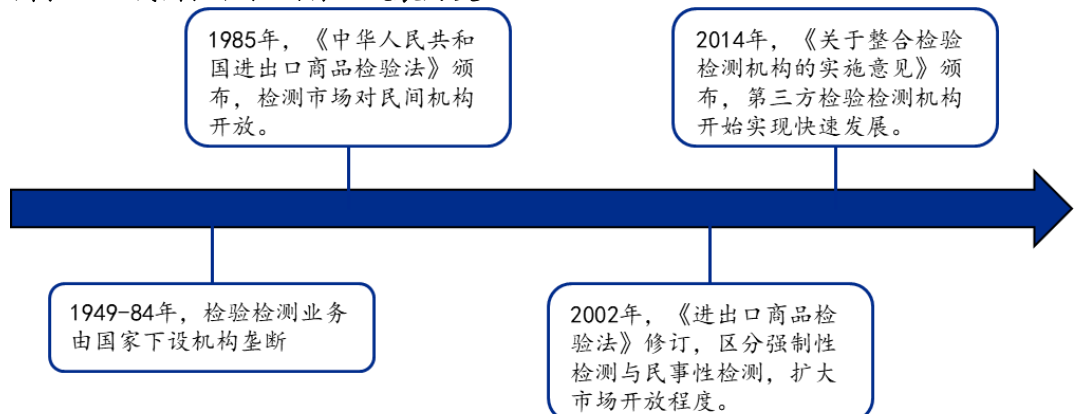 1985年，《中华人民共和
国进出口商品检验法》颁
布，检测市场对民间机构
开放。
2014年，《关于整合检验
检测机构的实施意见》颁
布，第三方检验检测机构
开始实现快速发展。
1949-84年，检验检测业务
由国家下设机构垄断
2002年，《进出口商品检
验法》修订，区分强制性
检测与民事性检测，扩大
市场开放程度。